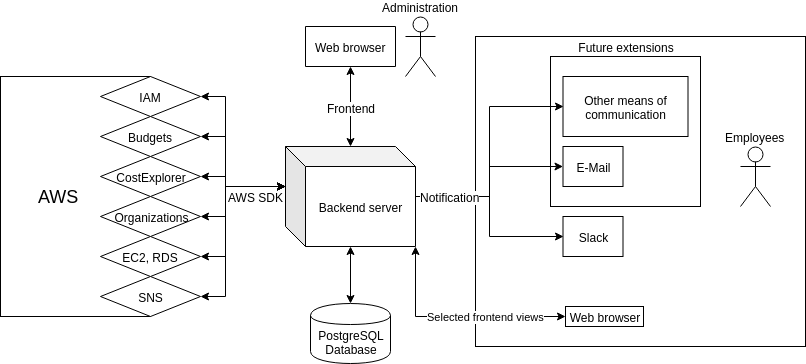 Administration
Web browser
Future extensions
Frontend
Other means of
communication
IAM
Budgets
CostExplorer
Organizations
EC2, RDS
SNS
AWS
AWS SDK
Backend server
Notification
E-Mail
Employees
Slack
Selected frontend views
Web browser
PostgreSQL
Database